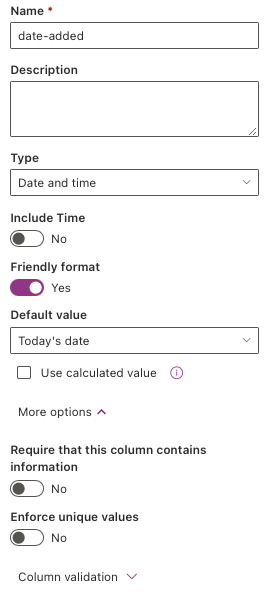 Name *
date-added
Description
Type
Date and time
Include Time
No
Friendly format
Yes
Default value
Today's date
Use calculated value
More options
Require that this column contains
information
No
Enforce unique values
No
Column validation